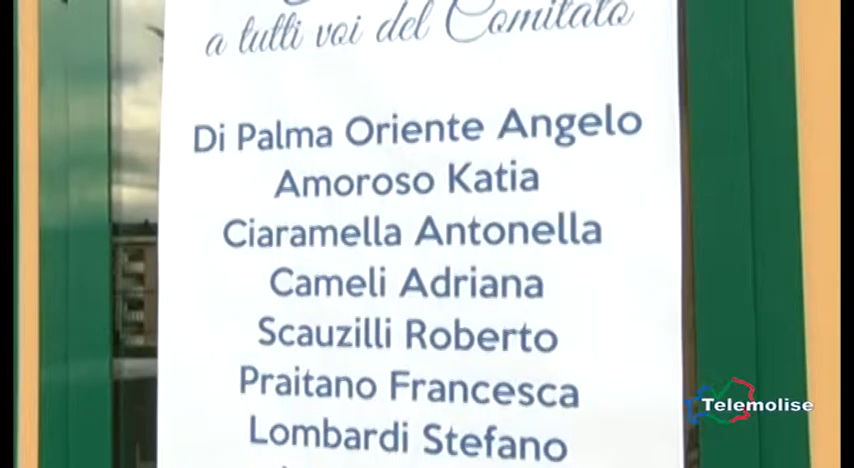 a tutti voi del Comitato
Di Palma Oriente Angelo
Amoroso Katia
Ciaramella Antonella
Cameli Adriana
Scauzilli Roberto
Praitano Francesca
Lombardi Stefano
Telemolise